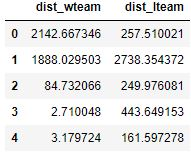 dist_wteam dist_lteam
0 2142.667346 257.510021
1 1888.029503 2738.354372
2 84.732066 249.976081
3 2.710048 443.649153
4 3.179724 161.597278